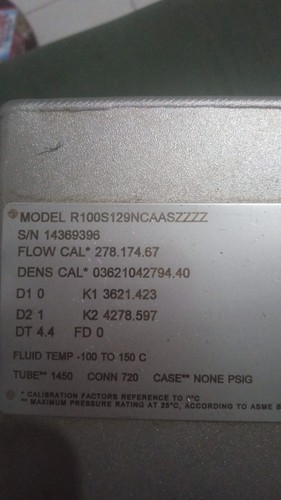 MODEL R100S129NCAASZZZZ
S/N 14369396
FLOW CAL* 278.174.67
DENS CAL* 03621042794.40
D1 0 K1 3621.423
D2 1 K2 4278.597
DT 4.4 FD 0
FLUID TEMP -100 TO 150 C
TUBE** 1450 CONN 720 CASE** NONE PSIG
* CALIBRATION FACTORS REFERENCE TO 0°C
** MAXIMUM PRESSURE RATING AT 25°C, ACCORDING TO ASME B